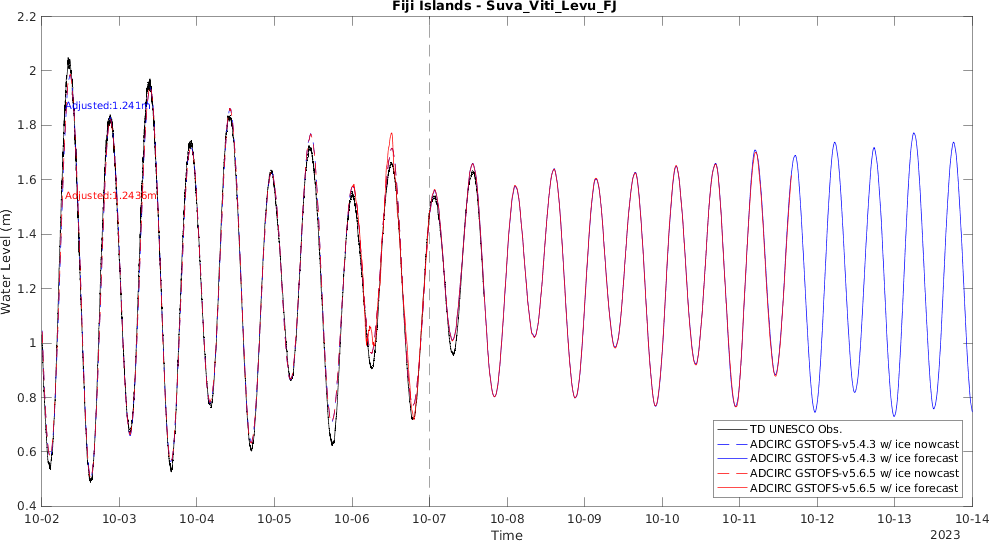 Fiji Islands - Suva_Viti_Levu_FJ
2.2
2
1.8
1.6
1.4
1.2
1
0.8
0.6
0.4
Water Level (m)
Adjusted:1.241m
Adjusted:1.2436m
TD UNESCO Obs.
ADCIRC GSTOFS-v5.4.3 w/ ice nowcast
ADCIRC GSTOFS-v5.4.3 w/ ice forecast
ADCIRC GSTOFS-v5.6.5 w/ ice nowcast
ADCIRC GSTOFS-v5.6.5 w/ ice forecast
10-02 10-03 10-04 10-05 10-06 10-07 10-08 10-09 10-10 10-11 10-12 10-13 10-14
Time
2023